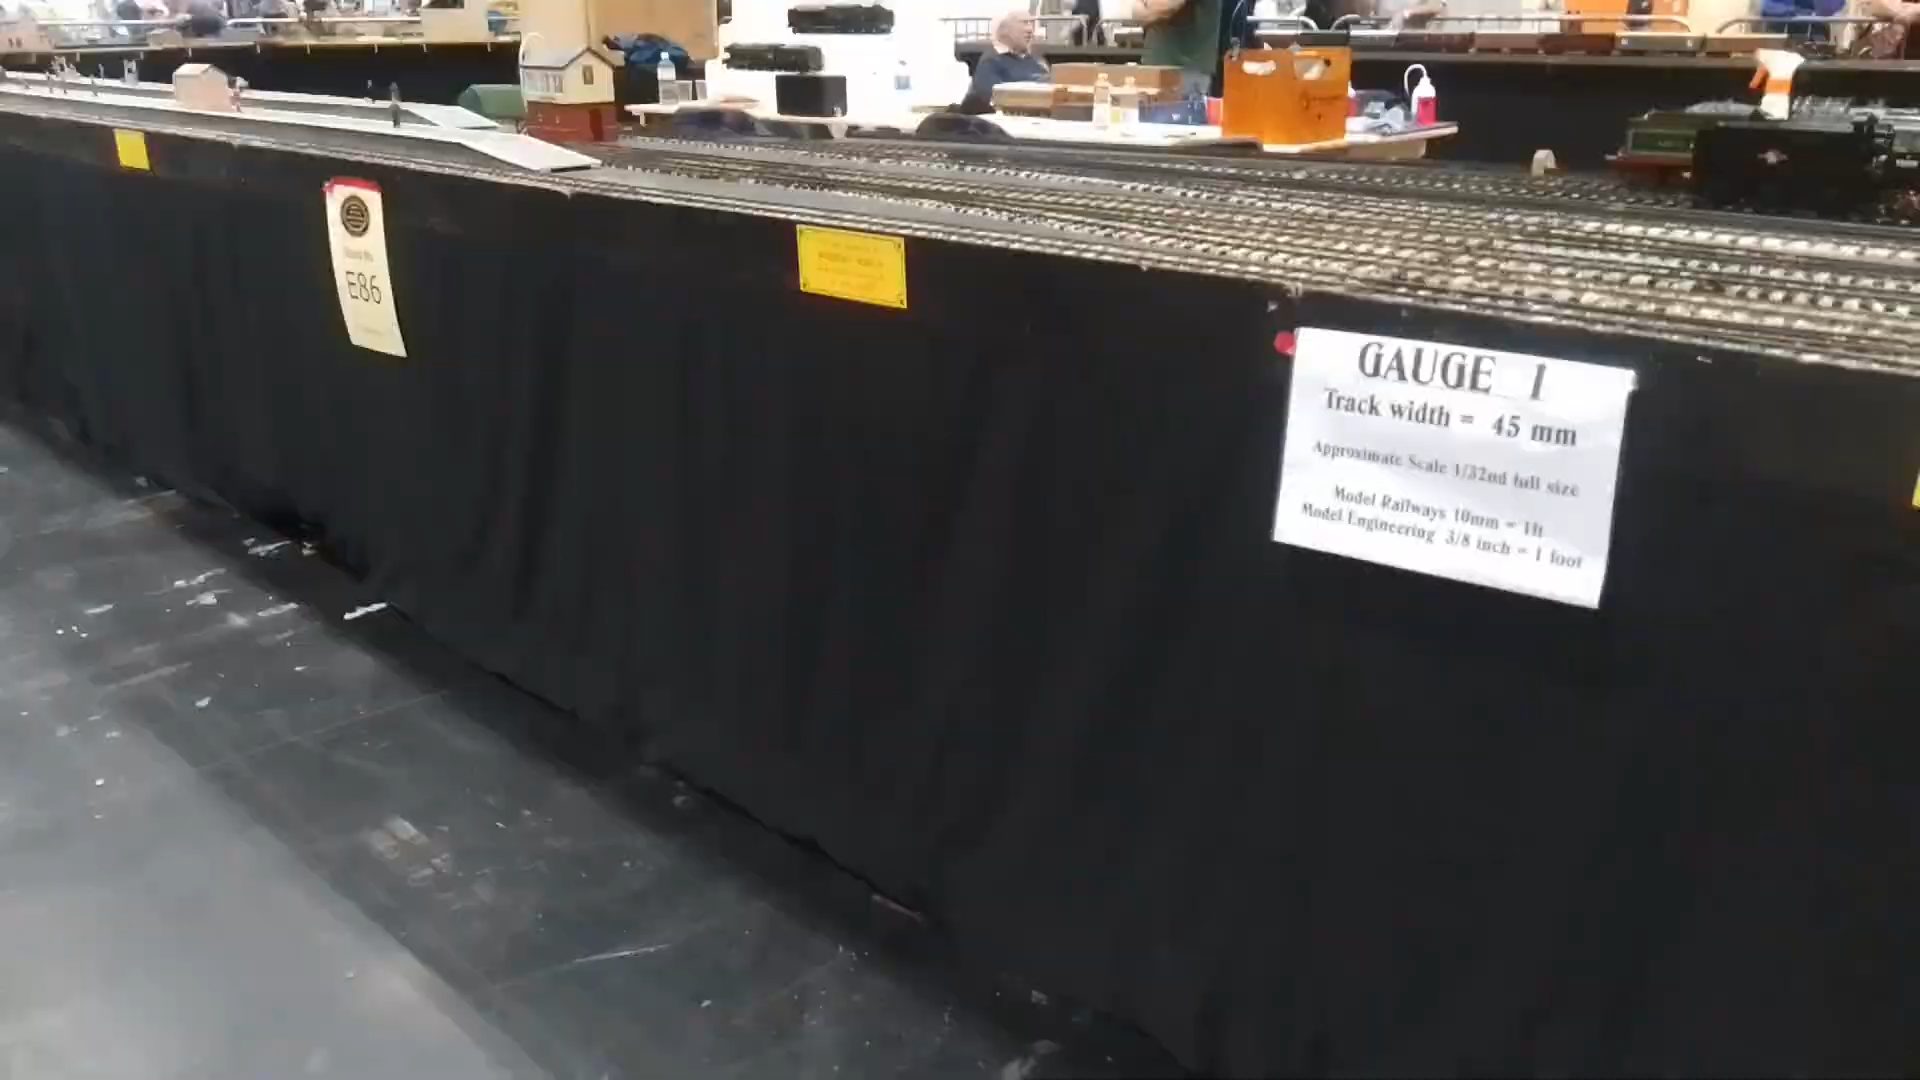 E86
GAUGE 1
Track width = 45 mm
Approximate Scale 1/32nd full size
Model Railways 10mm = 1ft
Model Engineering 3/8 inch = 1 foot